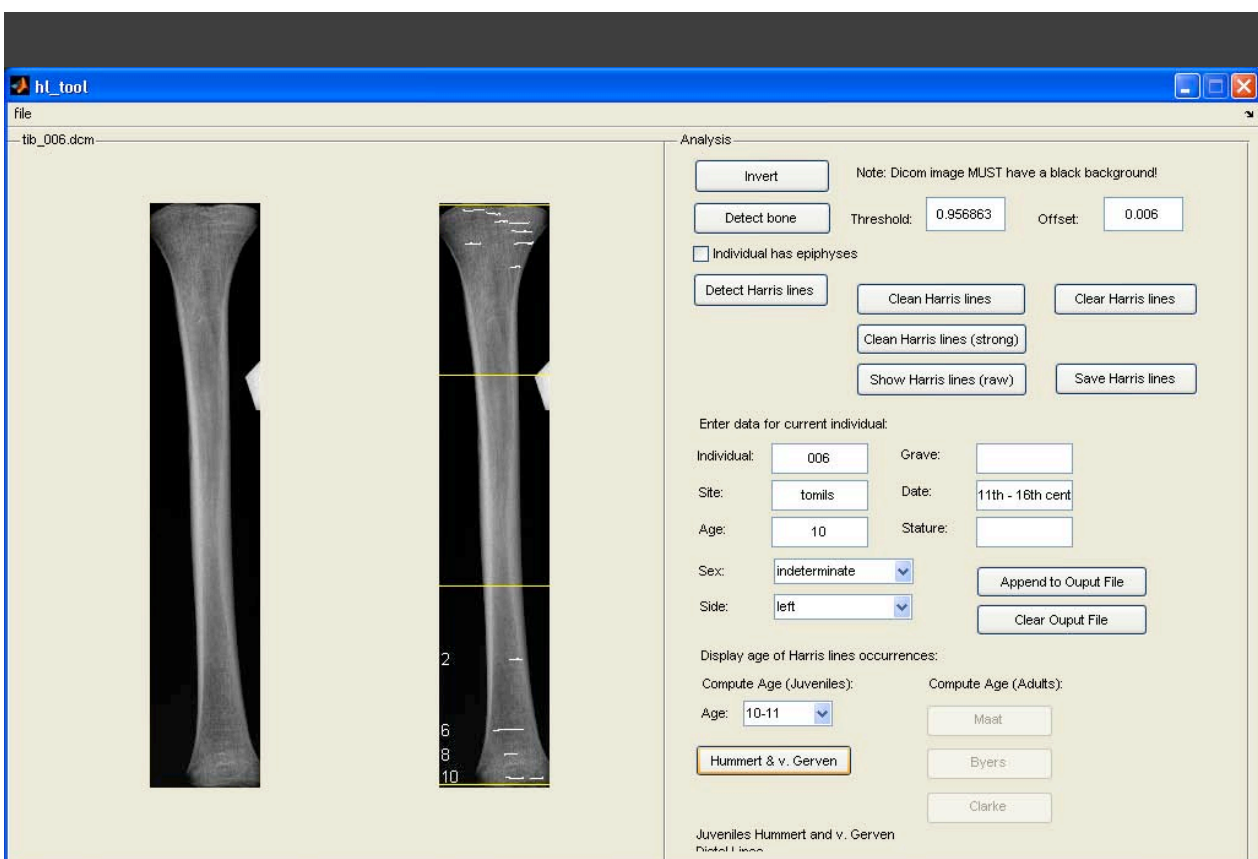 hl_tool
file
tib_006.dcm
Analysis
Invert
Note: Dicom image MUST have a black background!
Detect bone
Threshold:
0.956863
Offset:
0.006
Individual has epiphyses
Detect Harris lines
Clean Harris lines
Clear Harris lines
Clean Harris lines (strong)
Show Harris lines (raw)
Save Harris lines
Enter data for current individual:
Individual:
006
Grave:
Site:
tomils
Date:
11th - 16th cent
Age:
10
Stature:
Sex:
indeterminate
Append to Ouput File
Side:
left
Clear Ouput File
2
6
8
10
Display age of Harris lines occurrences:
Compute Age (Juveniles):
Compute Age (Adults):
Age:
10-11
Maat
Hummert & v. Gerven
Byers
Clarke
Juveniles Hummert and v. Gerven
Distal Lines